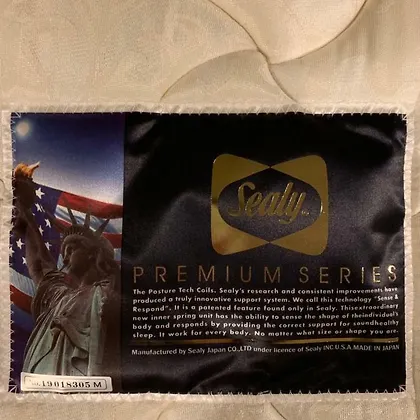 Sealy
PREMIUM SERIES
The Posture Tech Coils. Sealy's research and consistent improvements have
produced a truly innovative support system. We call this technology "Sense &
Respond". It is a patented feature found only in Sealy. Thisextraordinary
new inner spring unit has the ability to sense the shape of theindividual's
body and responds by providing the correct support for soundhealthy
sleep. It work for every body. No matter what size or shape you are.
Manufactured by Sealy Japan CO.,LTD under licence of Sealy INC U.S.A. MADE IN JAPAN
19018305 M